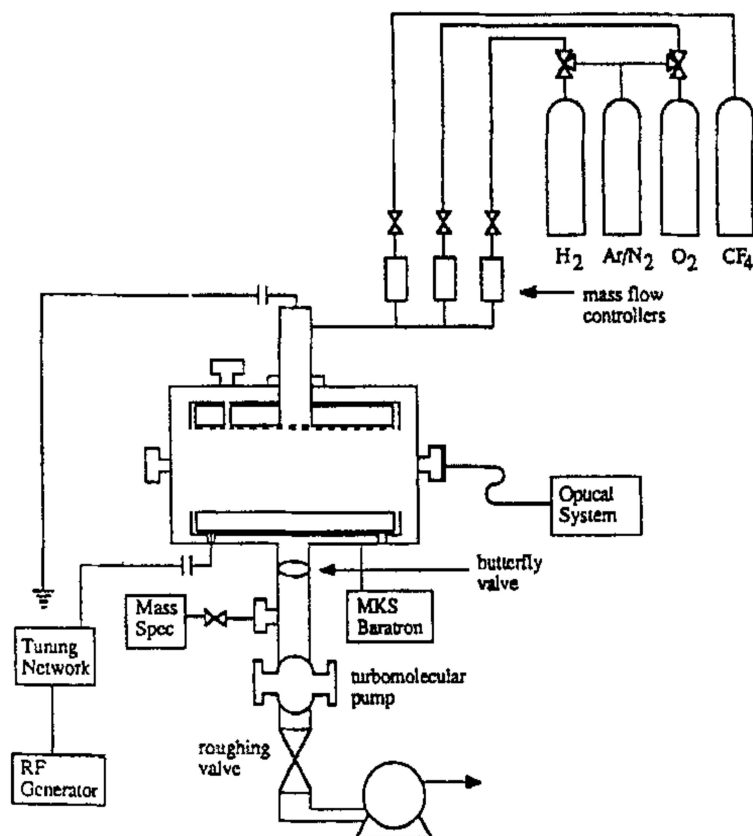 H2 Ar/N2 O2 CF4
mass flow
controllers
Optical
System
butterfly
valve
Mass
Spec
MKS
Baratron
Tuning
Network
turbomolecular
pump
roughing
valve
RF
Generator